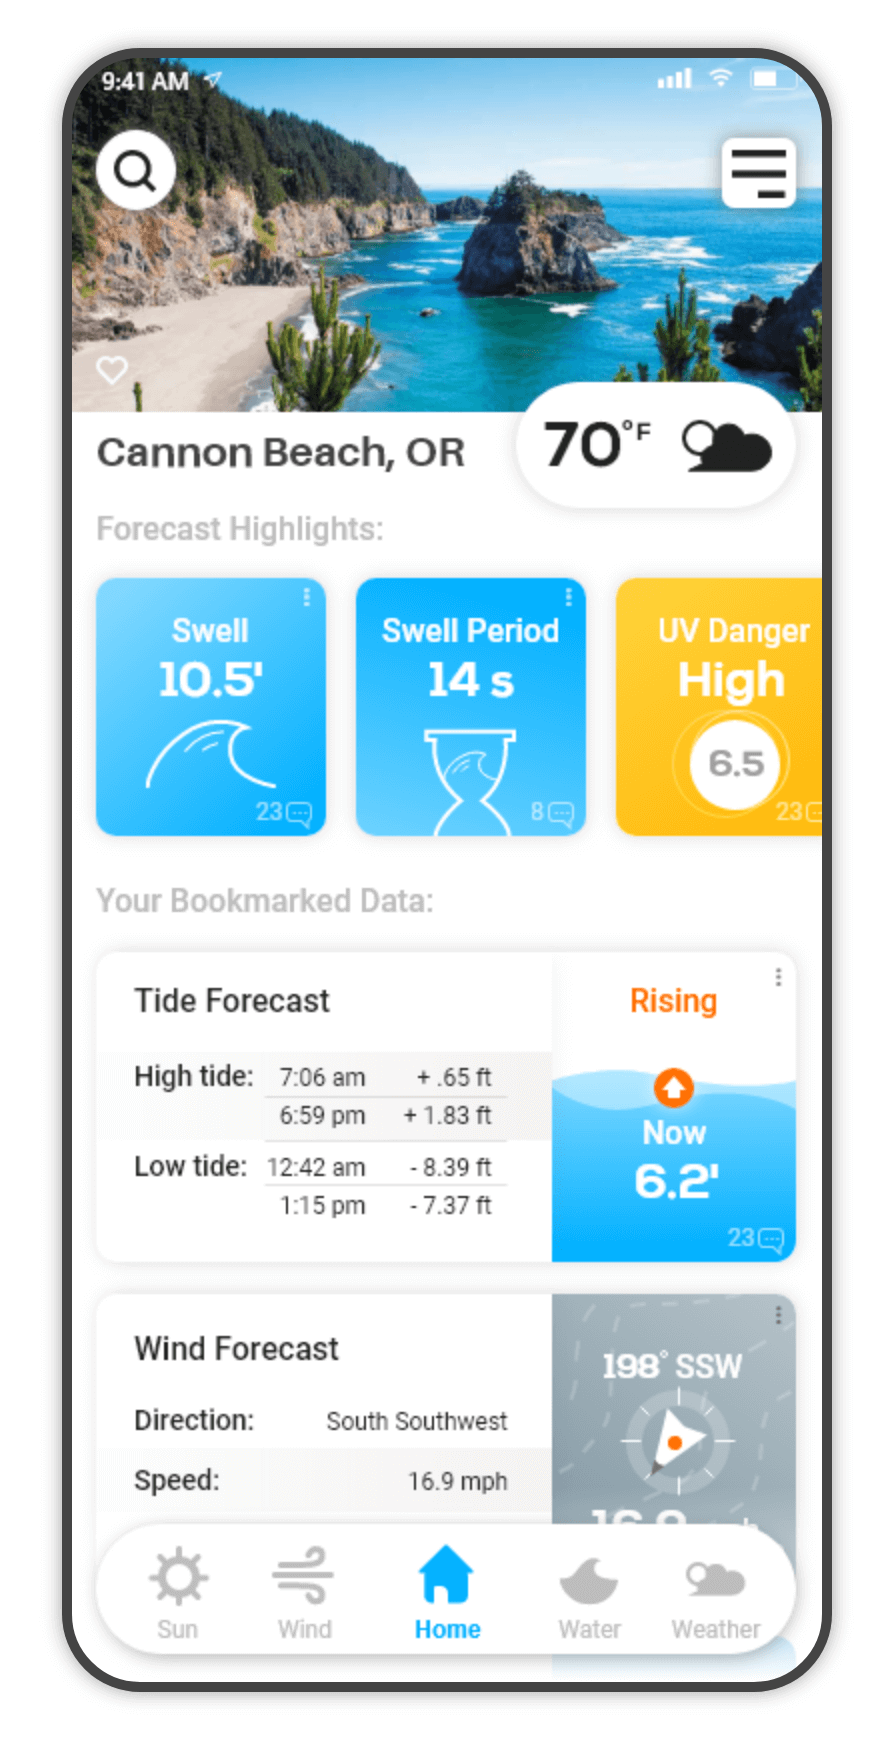 9:41 AM
Cannon Beach, OR
70°F
Forecast Highlights:
Swell
10.5'
23
Swell Period
14 s
8
UV Danger
High
6.5
23
Your Bookmarked Data:
Tide Forecast
High tide: 7:06 am + .65 ft
6:59 pm + 1.83 ft
Low tide: 12:42 am - 8.39 ft
1:15 pm - 7.37 ft
Rising
Now
6.2'
23
Wind Forecast
Direction: South Southwest
Speed: 16.9 mph
198° SSW
Sun
Wind
Home
Water
Weather